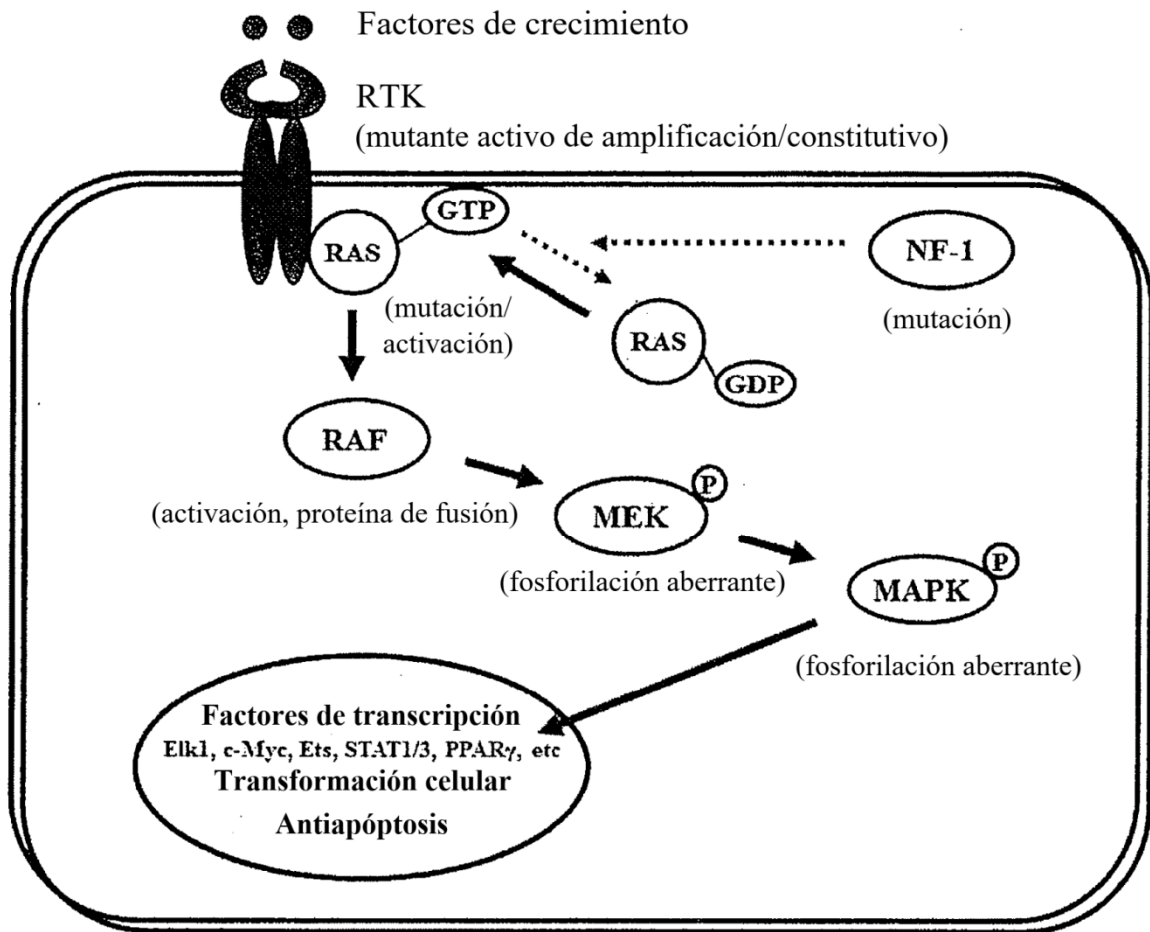 Factores de crecimiento
RTK
(mutante activo de amplificación/constitutivo)
GTP
RAS
NF-1
(mutación/
activación)
(mutación)
RAS
GDP
RAF
(activación, proteína de fusión)
P
MEK
(fosforilación aberrante)
P
MAPK
(fosforilación aberrante)
Factores de transcripción
Elk1, c-Myc, Ets, STAT1/3, PPARγ, etc
Transformación celular
Antiapóptosis